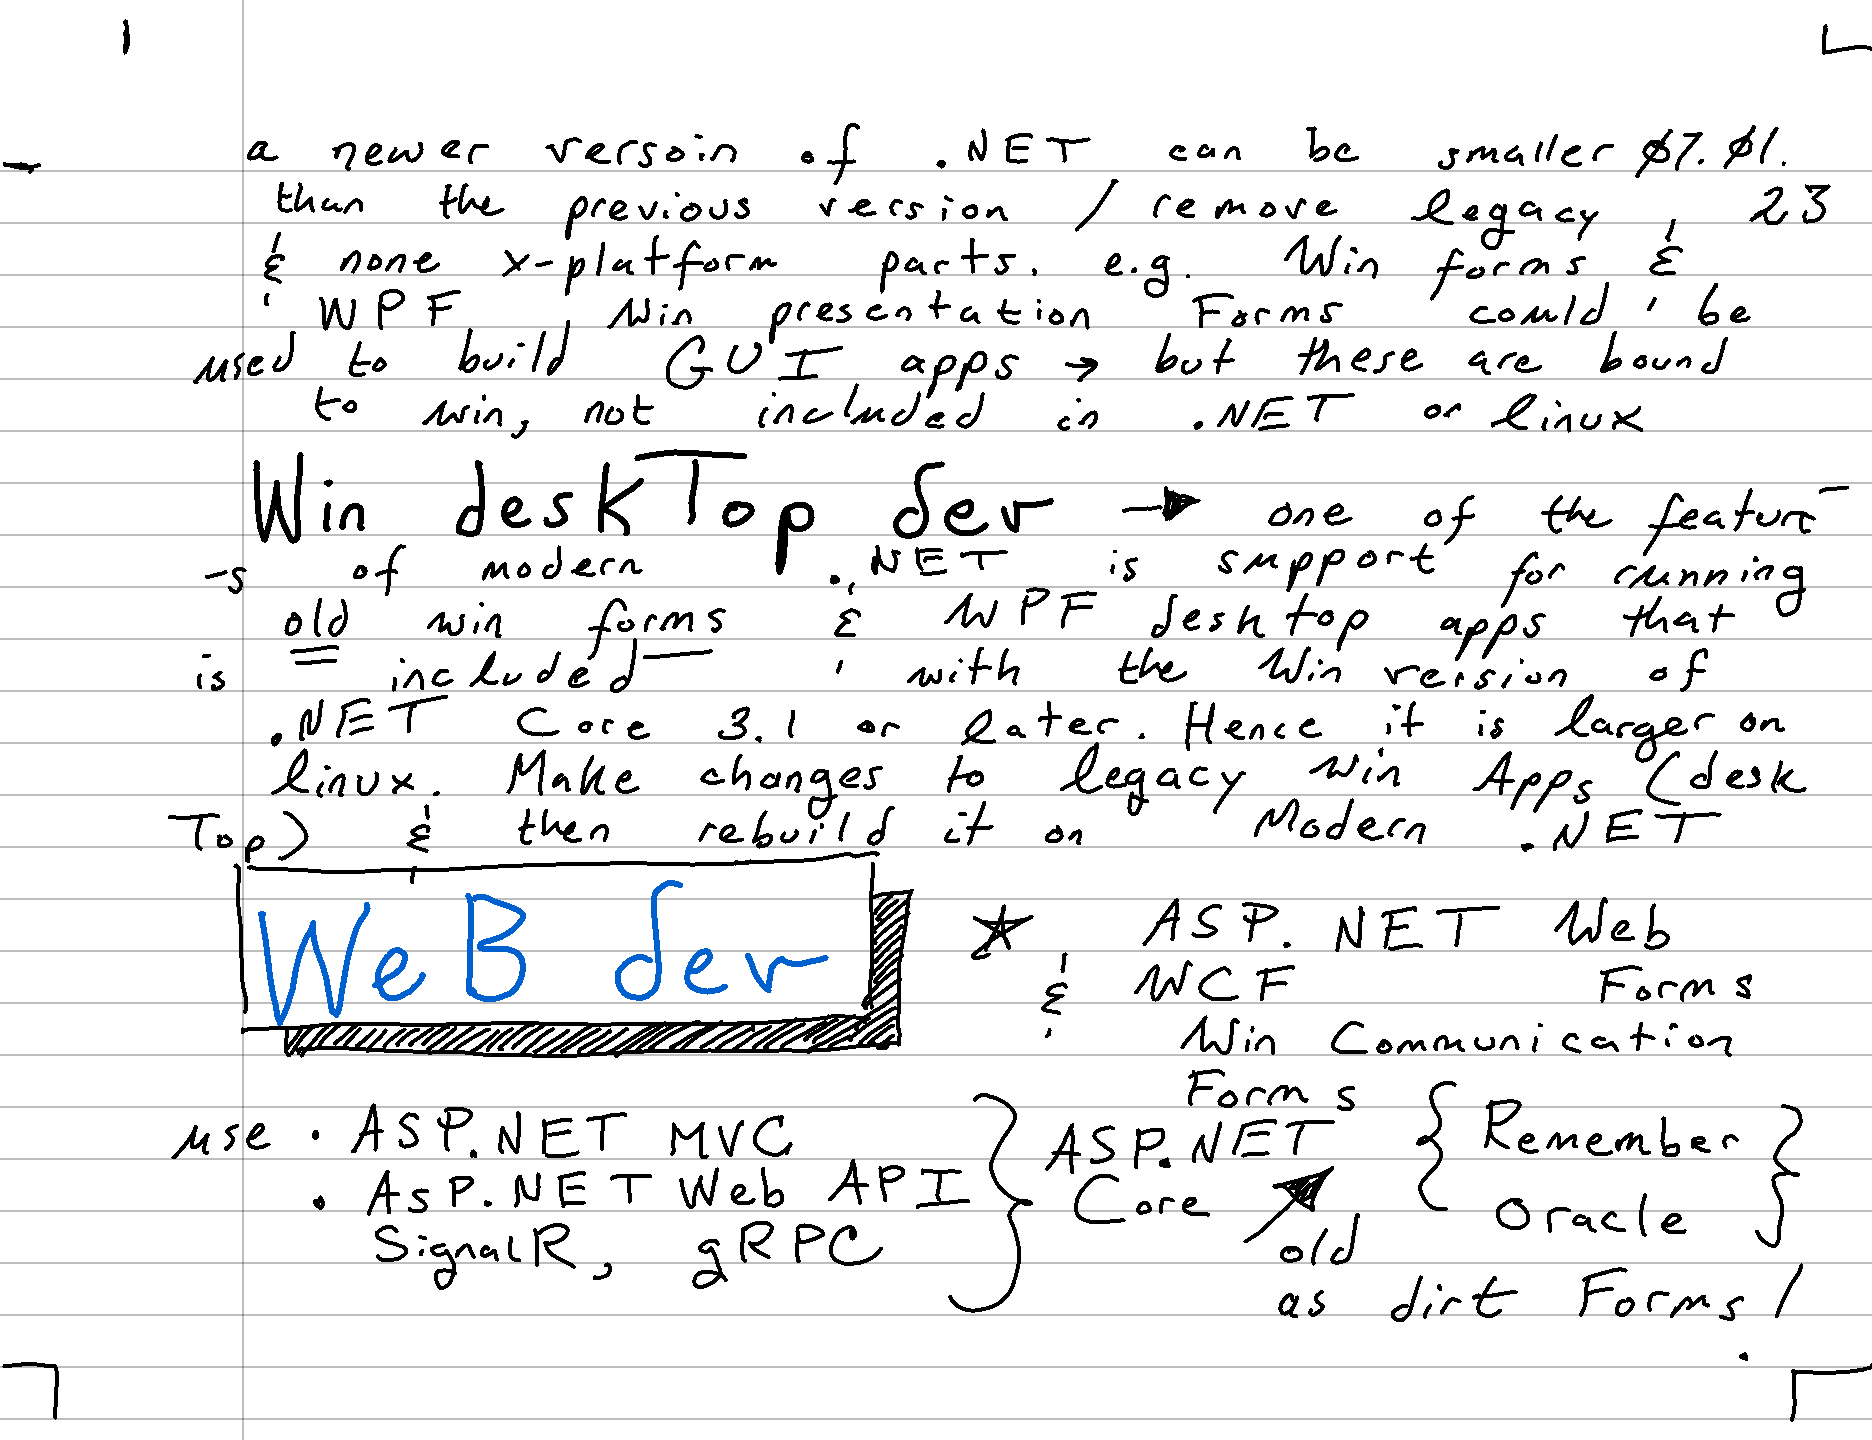 a newer versoin of .NET can be smaller 07.01.
than the previous version / remove legacy, 23
& none x-platform parts. e.g. Win forms &
WPF Win presentation Forms could be
used to build GUI apps → but these are bound
to win, not included in .NET or linux
Win deskTop dev → one of the featur
-s of modern .NET is support for running
old win forms & WPF desktop apps that
is included with the Win version of
.NET Core 3.1 or later. Hence it is larger on
linux. Make changes to legacy win Apps (desk
Top) & then rebuild it on Modern .NET
WeB dev ASP. NET Web
& WCF Forms
Win Communication
Forms
use · ASP.NET MVC ASP.NET { Remember }
· ASP.NET Web API Core Oracle
SignalR, gRPC old
as dirt Forms!